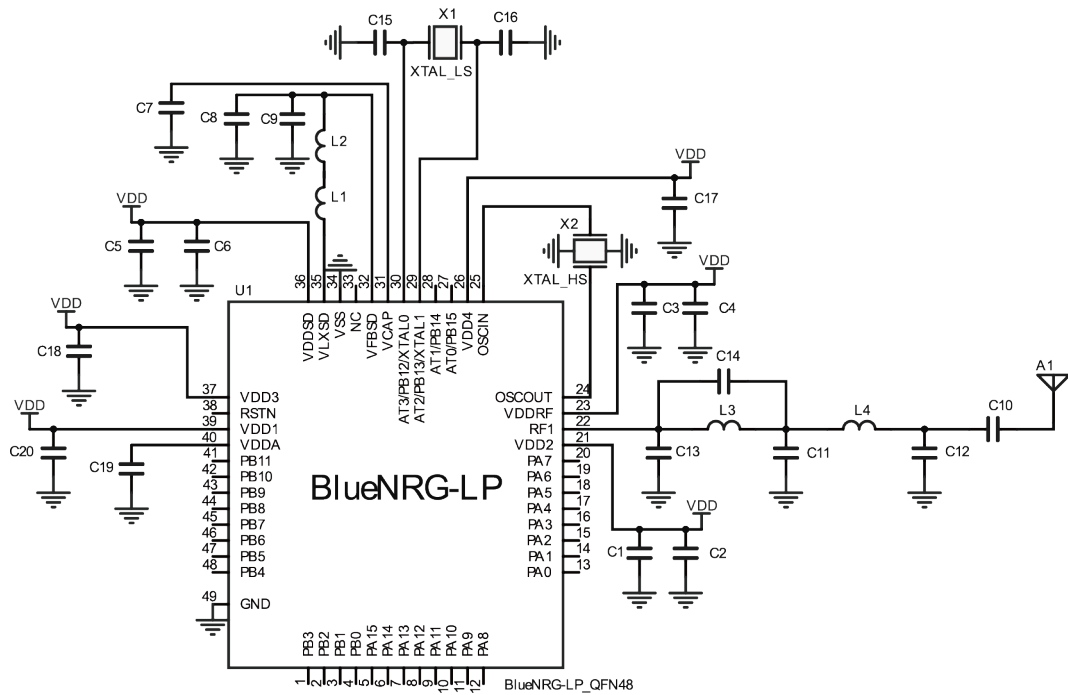 C15
X1
C16
XTAL_LS
C7
C8
C9
L2
L1
VDD
C5
C6
VDD
C17
X2
XTAL_HS
VDD
C3
C4
U1
36
35
34
33
32
31
30
29
28
27
26
25
VDDSD
VLXSD
VSS
NC
VFBSD
VCAP
AT3/PB12/XTAL0
AT2/PB13/XTAL1
AT1/PB14
AT0/PB15
VDD4
OSCIN
VDD
C18
VDD
C20
C19
37 VDD3
38 RSTN
39 VDD1
40 VDDA
41 PB11
42 PB10
43 PB9
44 PB8
45 PB7
46 PB6
47 PB5
48 PB4
49 GND
BlueNRG-LP
OSCOUT 24
VDDRF 23
RF1 22
VDD2 21
PA7 20
PA6 19
PA5 18
PA4 17
PA3 16
PA2 15
PA1 14
PA0 13
C14
L3
L4
C13
C11
C12
C10
A1
VDD
C1
C2
PB3
PB2
PB1
PB0
PA15
PA14
PA13
PA12
PA11
PA10
PA9
PA8
1
2
3
4
5
6
7
8
9
10
11
12
BlueNRG-LP_QFN48